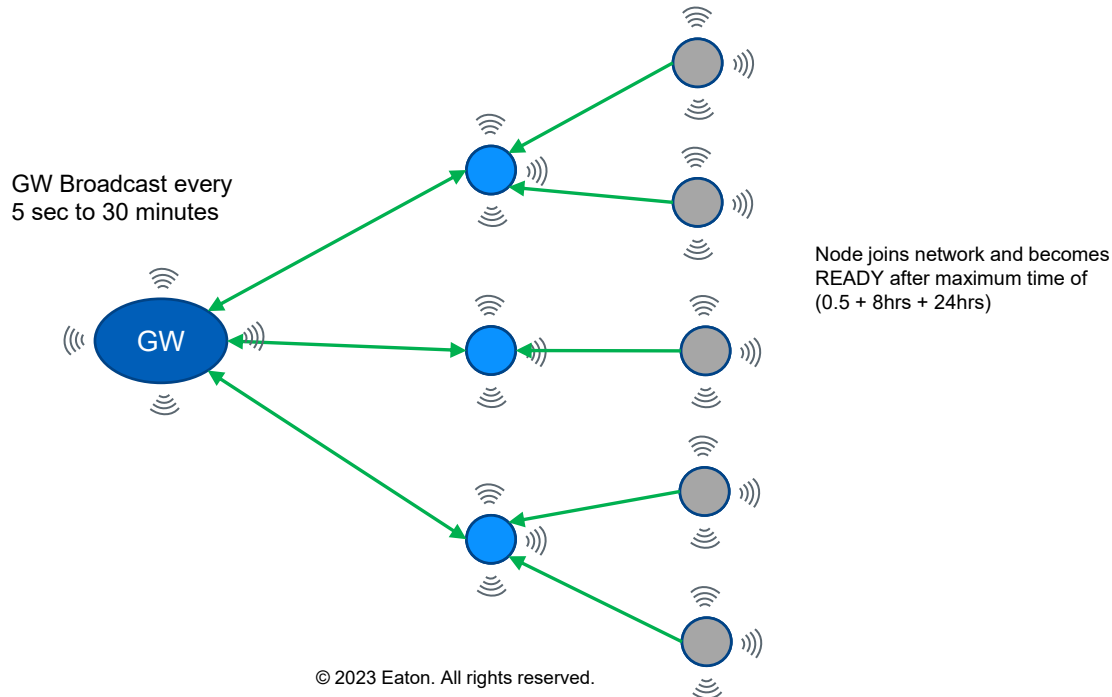 GW Broadcast every
5 sec to 30 minutes
GW
Node joins network and becomes
READY after maximum time of
(0.5 + 8hrs + 24hrs)
© 2023 Eaton. All rights reserved.